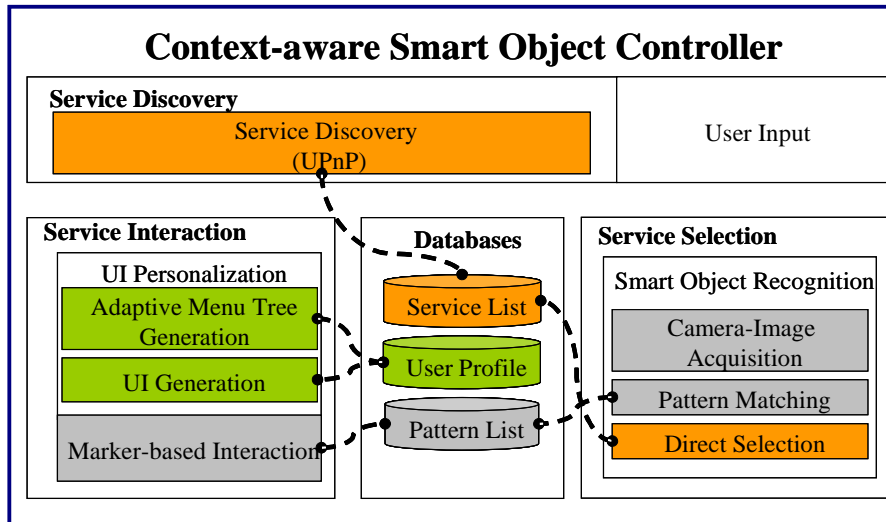 Context-aware Smart Object Controller
Service Discovery
Service Discovery
(UPnP)
User Input
Service Interaction
UI Personalization
Adaptive Menu Tree
Generation
UI Generation
Marker-based Interaction
Databases
Service List
User Profile
Pattern List
Service Selection
Smart Object Recognition
Camera-Image
Acquisition
Pattern Matching
Direct Selection